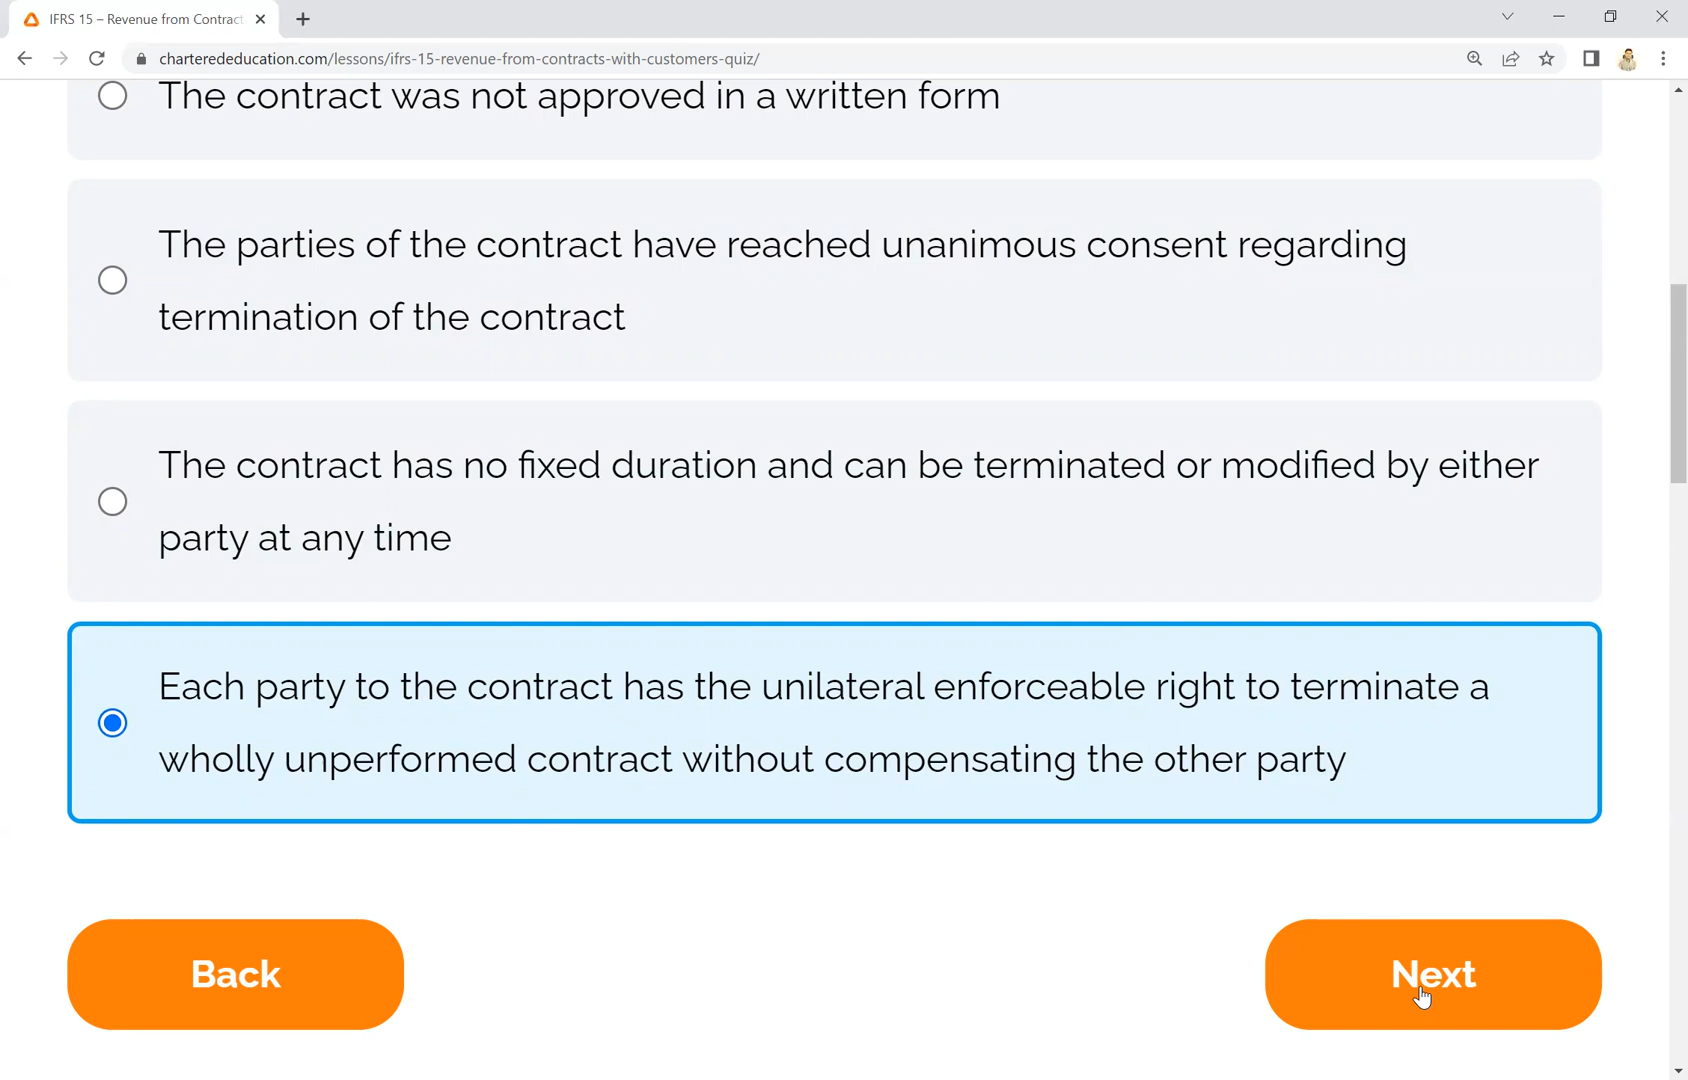 IFRS 15 – Revenue from Contract
charterededucation.com/lessons/ifrs-15-revenue-from-contracts-with-customers-quiz/
The contract was not approved in a written form
The parties of the contract have reached unanimous consent regarding
termination of the contract
The contract has no fixed duration and can be terminated or modified by either
party at any time
Each party to the contract has the unilateral enforceable right to terminate a
wholly unperformed contract without compensating the other party
Back
Next